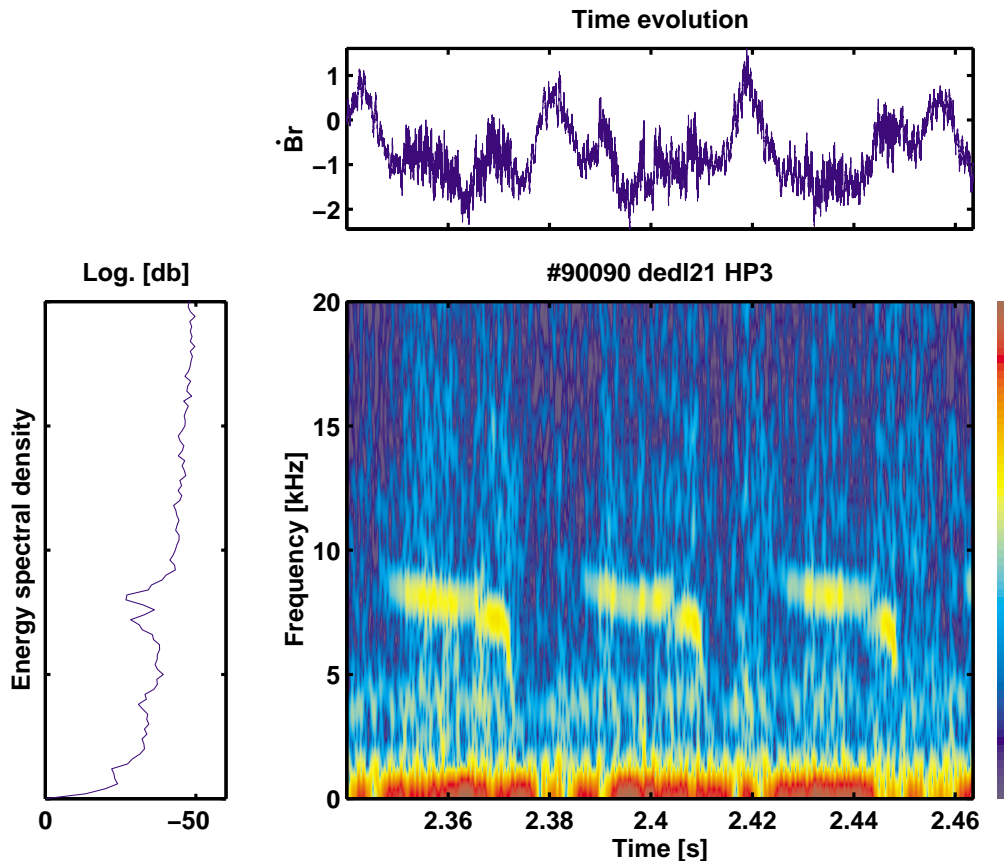 Time evolution
1
0
−1
−2
Ḃr
Log. [db]
#90090 dedl21 HP3
Energy spectral density
0
−50
Frequency [kHz]
20
15
10
5
0
2.36
2.38
2.4
2.42
2.44
2.46
Time [s]